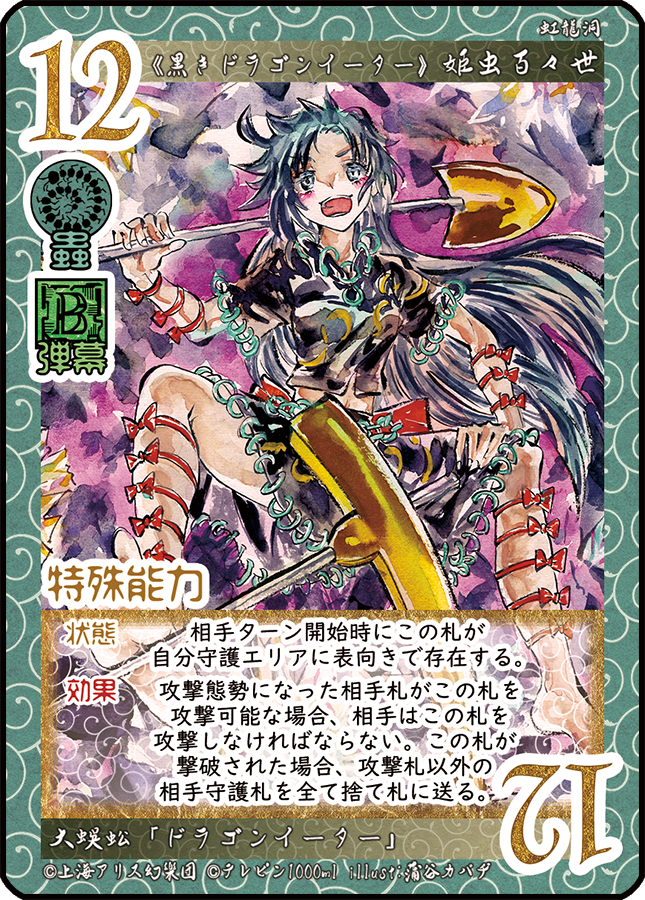 虹龍洞
12
《黒きドラゴンイーター》姫虫百々世
蟲
B
弾幕
特殊能力
状態
相手ターン開始時にこの札が
自分守護エリアに表向きで存在する。
効果
攻撃態勢になった相手札がこの札を
攻撃可能な場合、相手はこの札を
攻撃しなければならない。この札が
撃破された場合、攻撃札以外の
相手守護札を全て捨て札に送る。
12
大蜈蚣「ドラゴンイーター」
©上海アリス幻樂団 ©テレピン1000ml illust:蒲谷カバヂ